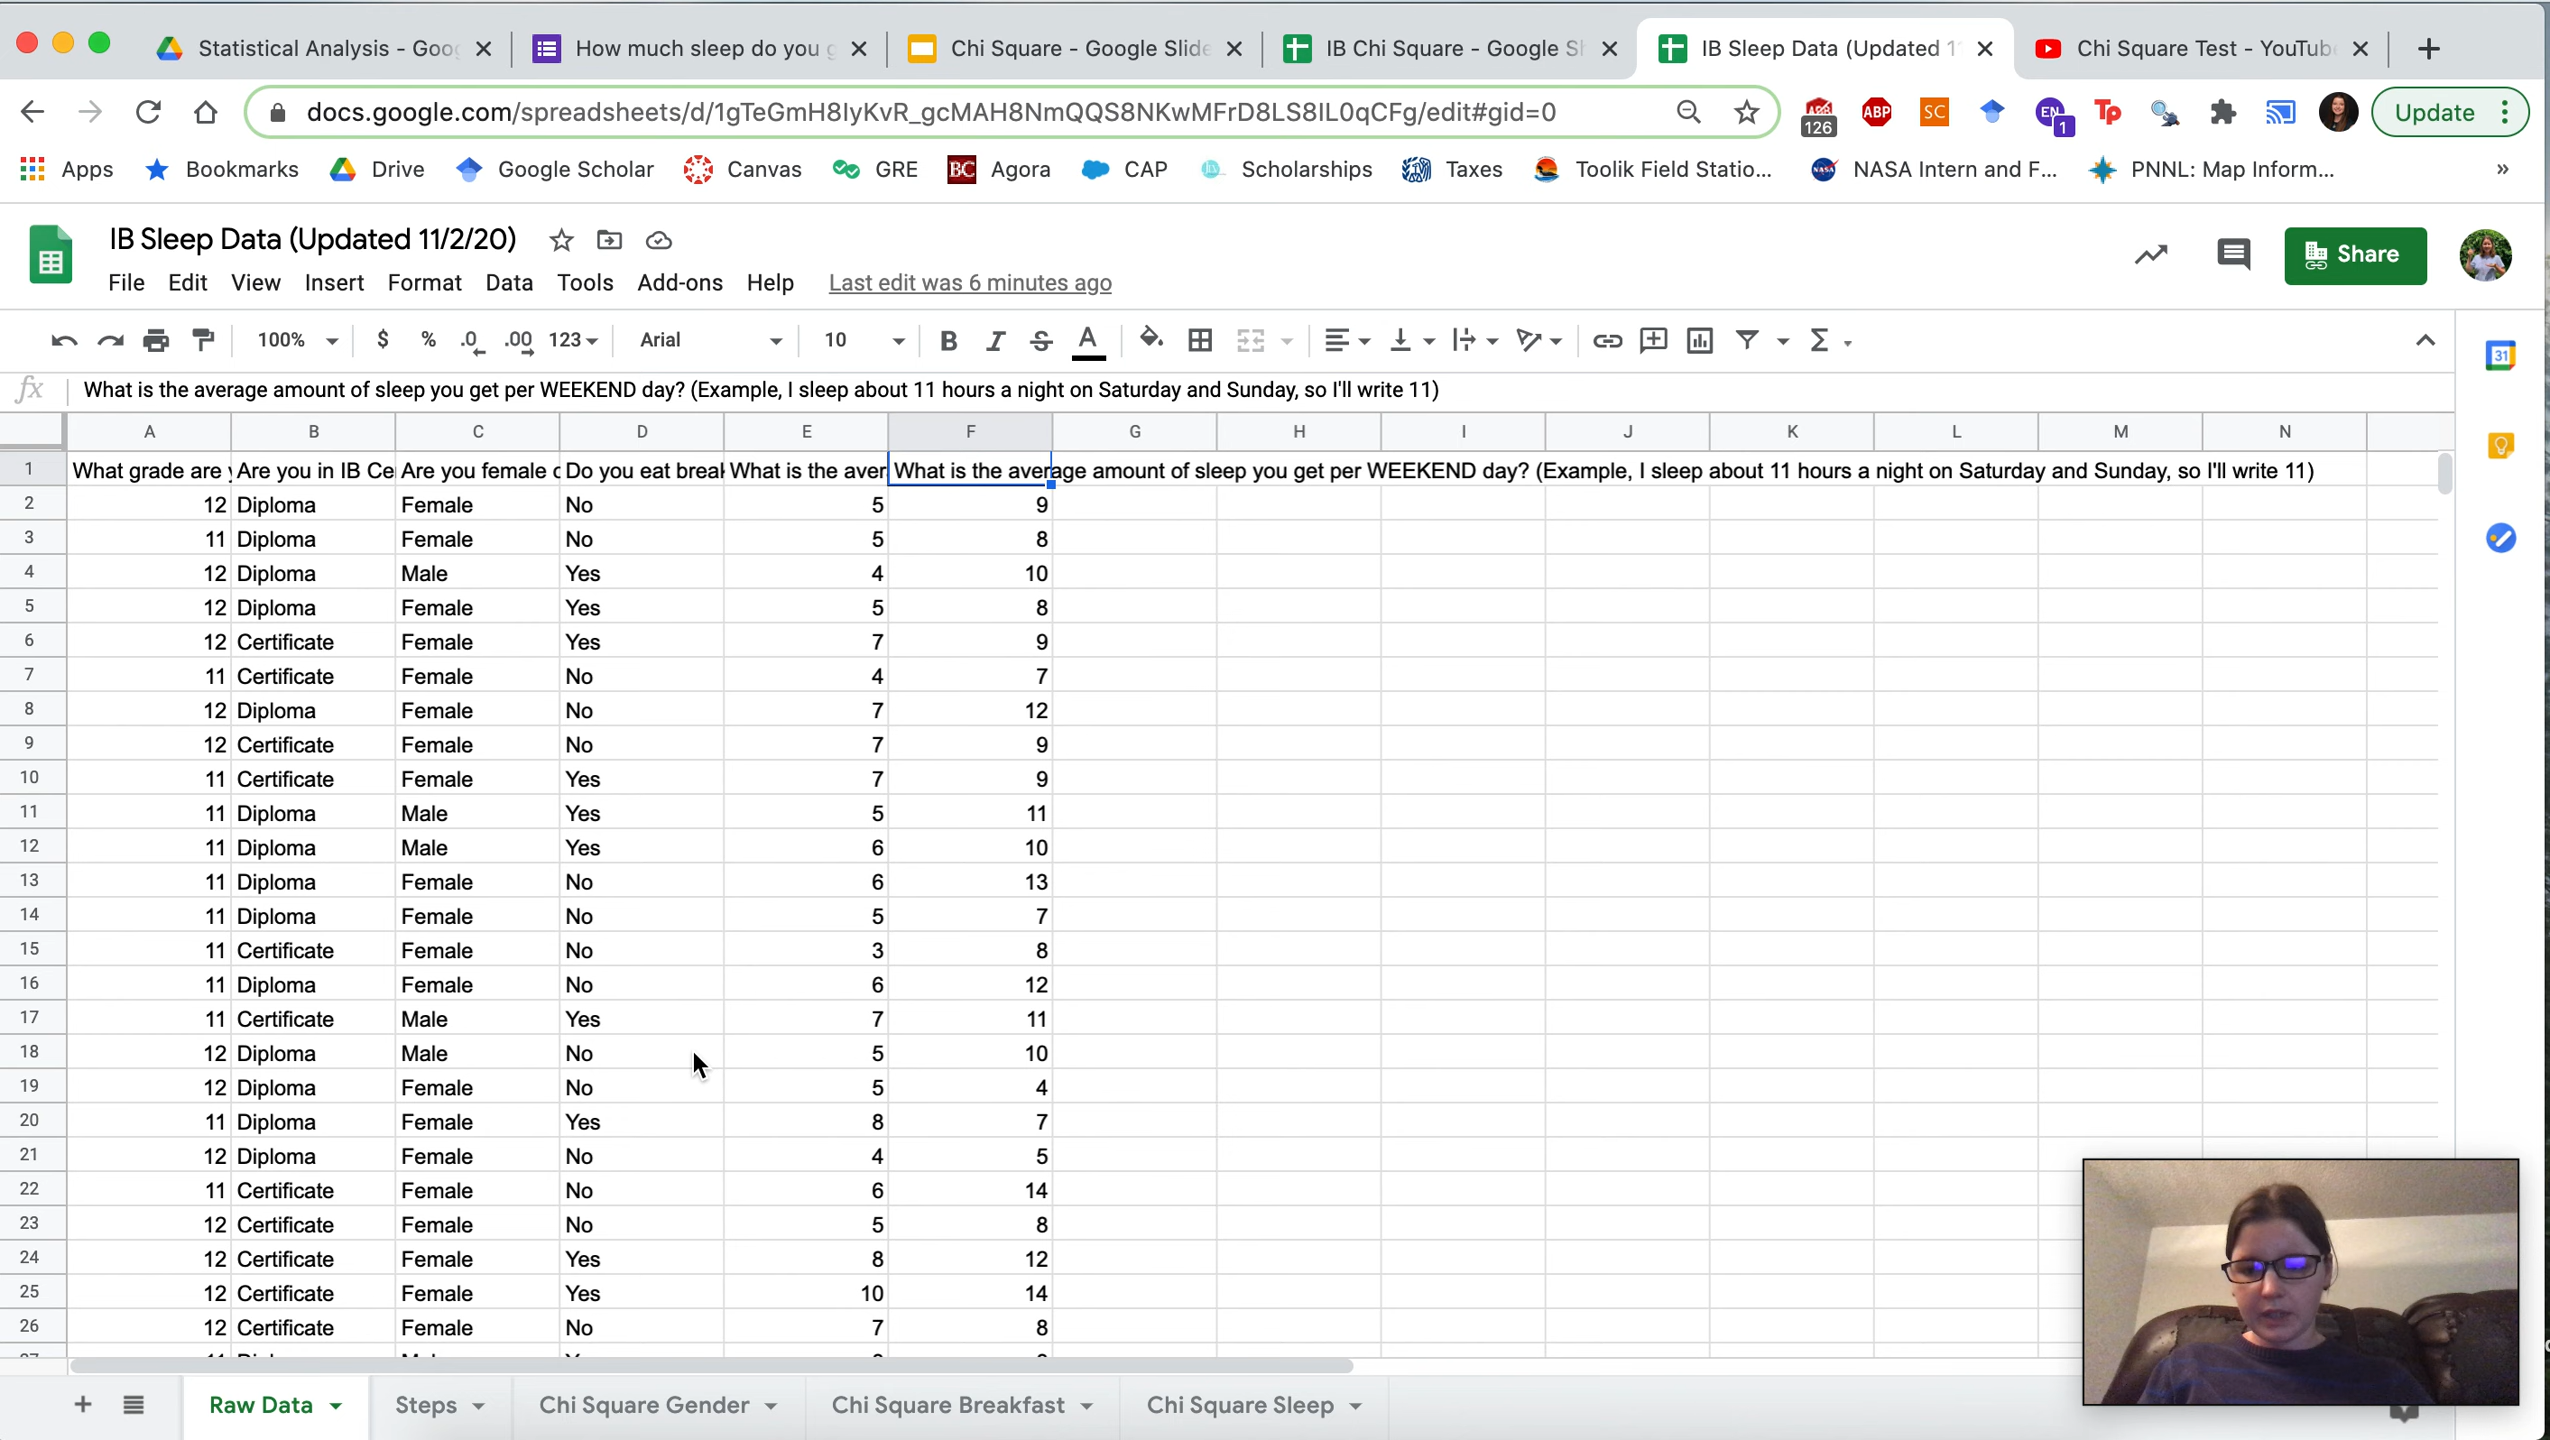 Statistical Analysis - Goog
How much sleep do you g
Chi Square - Google Slide
IB Chi Square - Google Sh
IB Sleep Data (Updated 11
Chi Square Test - YouTube
docs.google.com/spreadsheets/d/1gTeGmH8IyKvR_gcMAH8NmQQS8NKwMFrD8LS8IL0qCFg/edit#gid=0
126
ABP
SC
EN
1
Tp
Update
Apps
Bookmarks
Drive
Google Scholar
Canvas
GRE
BC Agora
CAP
Scholarships
Taxes
Toolik Field Statio...
NASA Intern and F...
PNNL: Map Inform...
»
IB Sleep Data (Updated 11/2/20)
Share
File Edit View Insert Format Data Tools Add-ons Help Last edit was 6 minutes ago
100% $ % .0 .00 123 Arial 10 B I S A Σ
31
fx What is the average amount of sleep you get per WEEKEND day? (Example, I sleep about 11 hours a night on Saturday and Sunday, so I'll write 11)
A B C D E F G H I J K L M N
1 What grade are y Are you in IB Ce Are you female o Do you eat break What is the aver What is the average amount of sleep you get per WEEKEND day? (Example, I sleep about 11 hours a night on Saturday and Sunday, so I'll write 11)
2 12 Diploma Female No 5 9
3 11 Diploma Female No 5 8
4 12 Diploma Male Yes 4 10
5 12 Diploma Female Yes 5 8
6 12 Certificate Female Yes 7 9
7 11 Certificate Female No 4 7
8 12 Diploma Female No 7 12
9 12 Certificate Female No 7 9
10 11 Certificate Female Yes 7 9
11 11 Diploma Male Yes 5 11
12 11 Diploma Male Yes 6 10
13 11 Diploma Female No 6 13
14 11 Diploma Female No 5 7
15 11 Certificate Female No 3 8
16 11 Diploma Female No 6 12
17 11 Certificate Male Yes 7 11
18 12 Diploma Male No 5 10
19 12 Diploma Female No 5 4
20 11 Diploma Female Yes 8 7
21 12 Diploma Female No 4 5
22 11 Certificate Female No 6 14
23 12 Certificate Female No 5 8
24 12 Certificate Female Yes 8 12
25 12 Certificate Female Yes 10 14
26 12 Certificate Female No 7 8
Raw Data Steps Chi Square Gender Chi Square Breakfast Chi Square Sleep